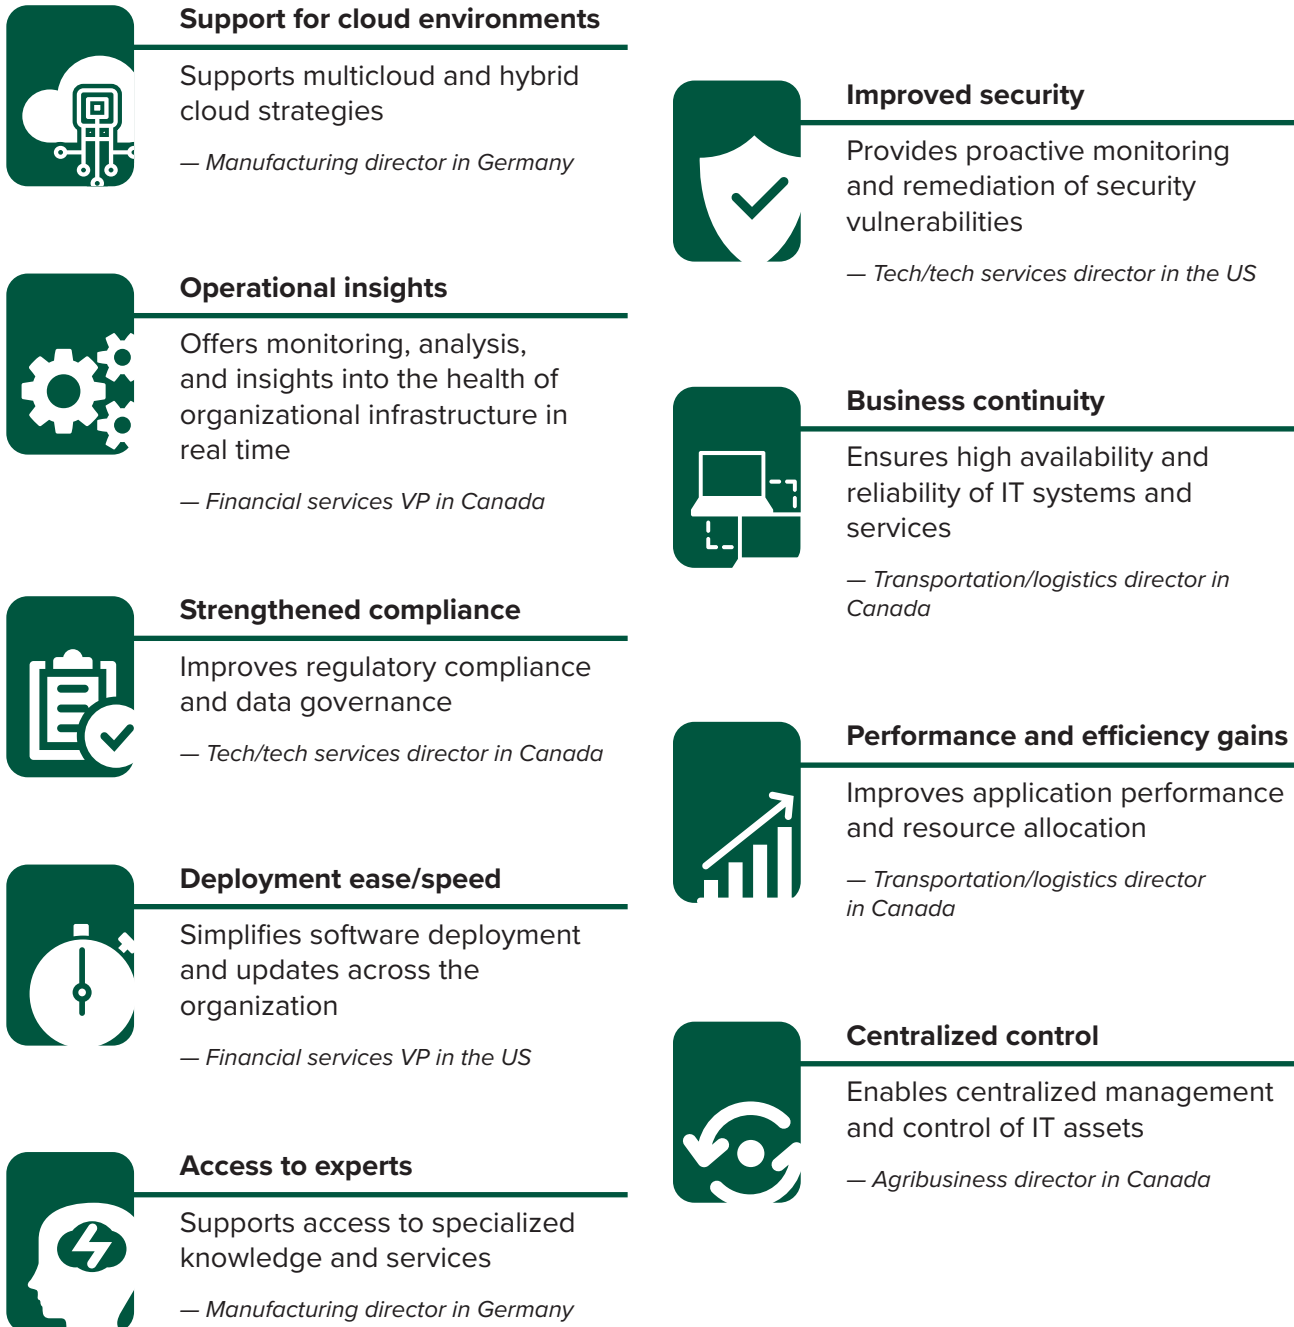 Support for cloud environments
Supports multicloud and hybrid
cloud strategies
— Manufacturing director in Germany
Operational insights
Offers monitoring, analysis,
and insights into the health of
organizational infrastructure in
real time
— Financial services VP in Canada
Strengthened compliance
Improves regulatory compliance
and data governance
— Tech/tech services director in Canada
Deployment ease/speed
Simplifies software deployment
and updates across the
organization
— Financial services VP in the US
Access to experts
Supports access to specialized
knowledge and services
— Manufacturing director in Germany
Improved security
Provides proactive monitoring
and remediation of security
vulnerabilities
— Tech/tech services director in the US
Business continuity
Ensures high availability and
reliability of IT systems and
services
— Transportation/logistics director in
Canada
Performance and efficiency gains
Improves application performance
and resource allocation
— Transportation/logistics director
in Canada
Centralized control
Enables centralized management
and control of IT assets
— Agribusiness director in Canada